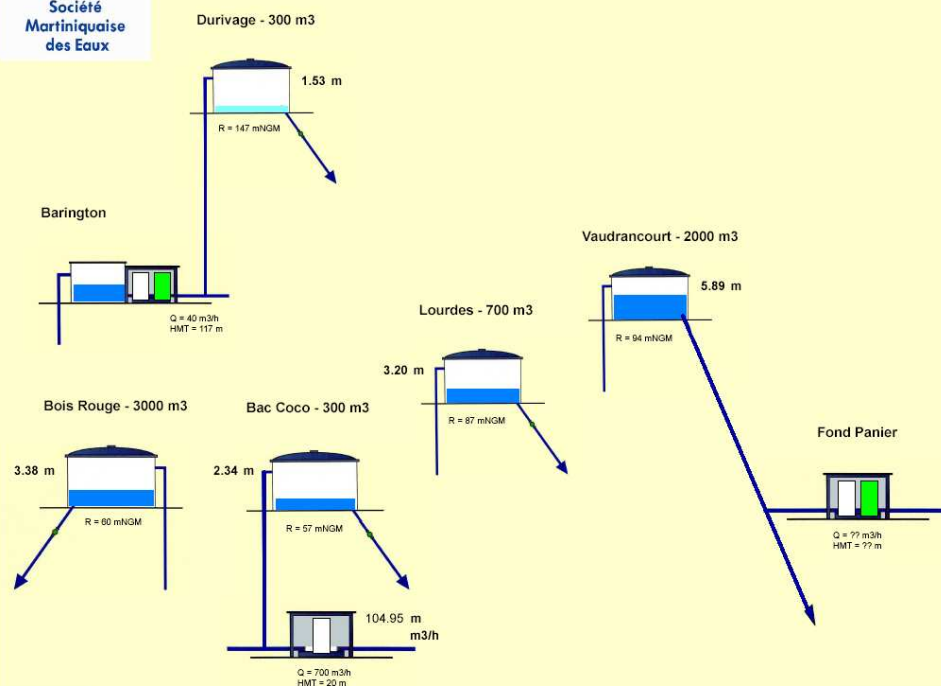 Société
Martiniquaise
des Eaux
Durivage - 300 m3
1.53 m
R = 147 mNGM
Barington
Q = 40 m3/h
HMT = 117 m
Vaudrancourt - 2000 m3
5.89 m
R = 94 mNGM
Lourdes - 700 m3
3.20 m
R = 87 mNGM
Bois Rouge - 3000 m3
3.38 m
R = 60 mNGM
Bac Coco - 300 m3
2.34 m
R = 57 mNGM
Fond Panier
Q = ?? m3/h
HMT = ?? m
104.95 m
m3/h
Q = 700 m3/h
HMT = 20 m